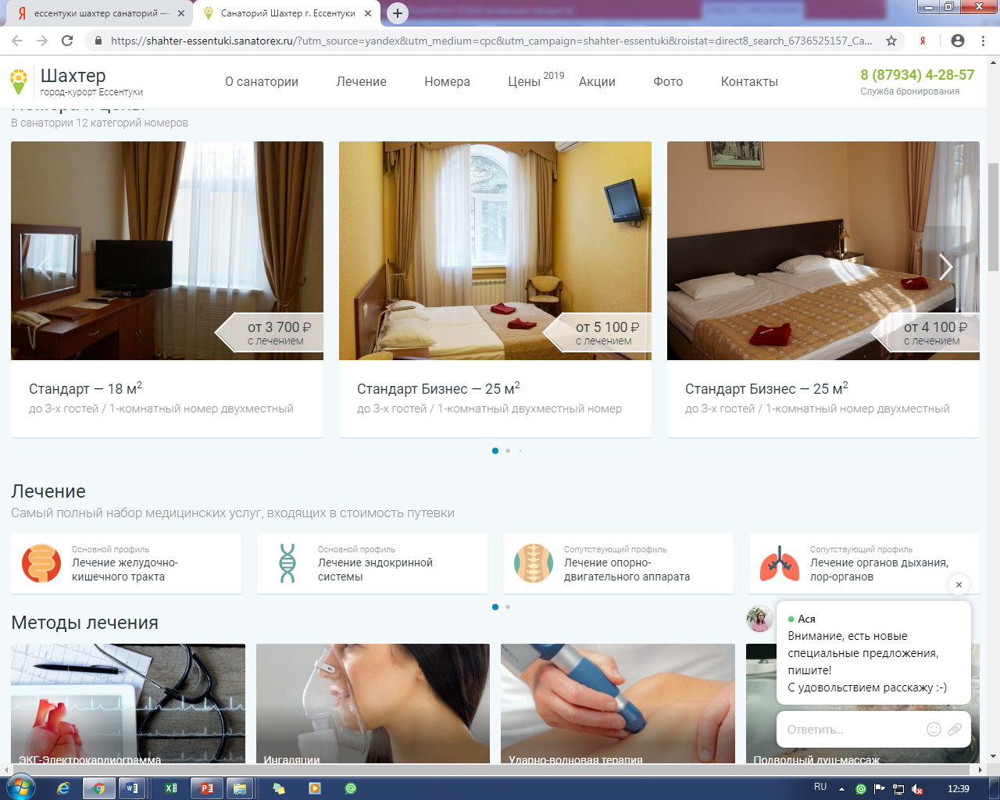 ессентуки шахтер санаторий —
Санаторий Шахтер г. Ессентуки
https://shahter-essentuki.sanatorex.ru/?utm_source=yandex&utm_medium=cpc&utm_campaign=shahter-essentuki&roistat=direct8_search_6736525157_Ca...
Шахтер
город-курорт Ессентуки
О санатории
Лечение
Номера
Цены 2019
Акции
Фото
Контакты
8 (87934) 4-28-57
Служба бронирования
Номера и цены
В санатории 12 категорий номеров
от 3 700 ₽
с лечением
от 5 100 ₽
с лечением
от 4 100 ₽
с лечением
Стандарт — 18 м2
до 3-х гостей / 1-комнатный номер двухместный
Стандарт Бизнес — 25 м2
до 3-х гостей / 1-комнатный двухместный номер
Стандарт Бизнес — 25 м2
до 3-х гостей / 1-комнатный номер двухместный
Лечение
Самый полный набор медицинских услуг, входящих в стоимость путевки
Основной профиль
Лечение желудочно-
кишечного тракта
Основной профиль
Лечение эндокринной
системы
Сопутствующий профиль
Лечение опорно-
двигательного аппарата
Сопутствующий профиль
Лечение органов дыхания,
лор-органов
Методы лечения
ЭКГ-Электрокардиограмма
Ингаляции
Ударно-волновая терапия
Подводный душ-массаж
Ася
Внимание, есть новые
специальные предложения,
пишите!
С удовольствием расскажу :-)
Ответить...
RU
12:39